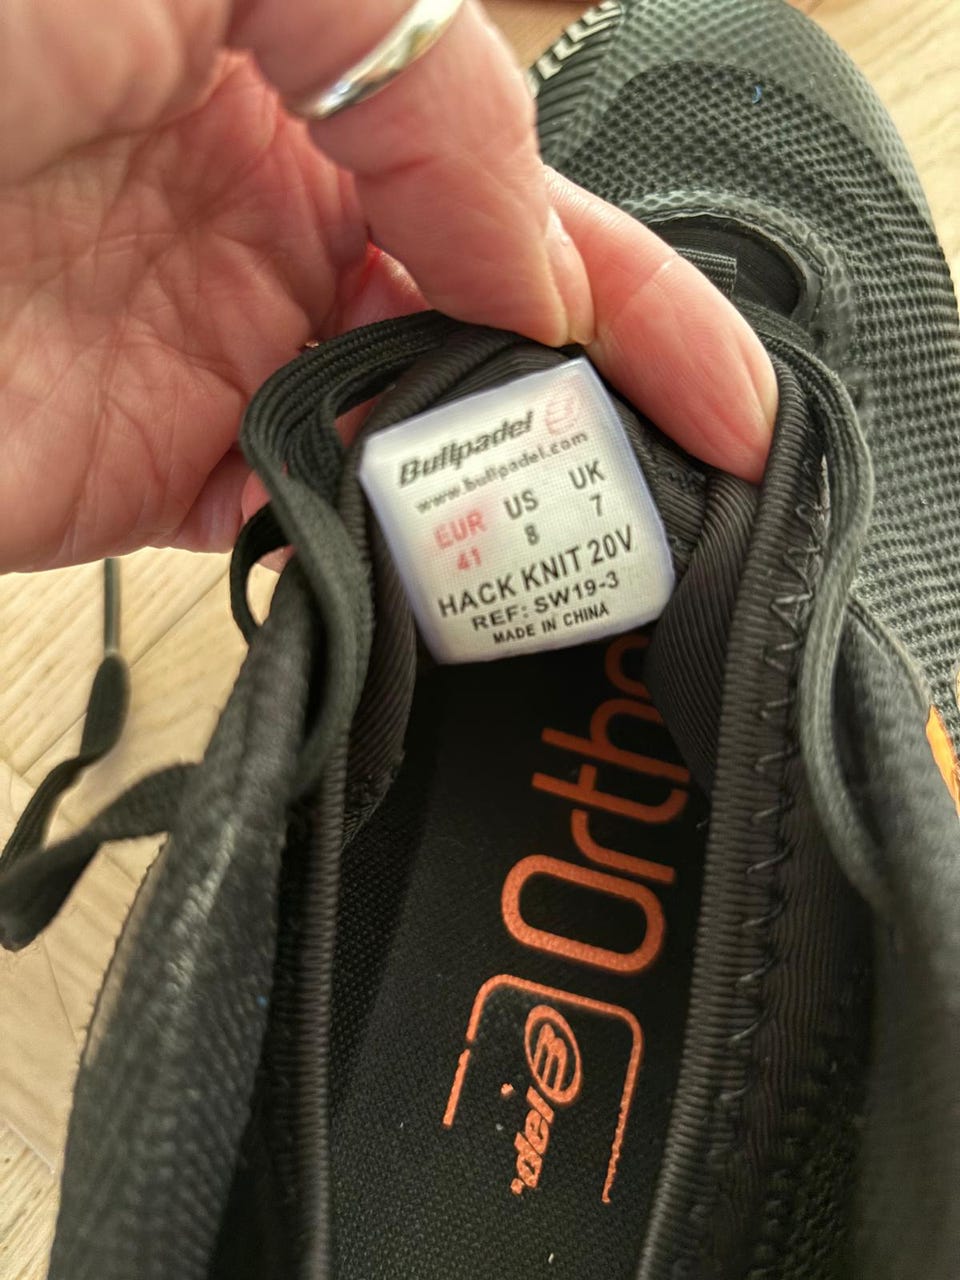 Bullpadel
www.bullpadel.com
EUR US UK
41 8 7
HACK KNIT 20V
REF: SW19-3
MADE IN CHINA
Ortho
del